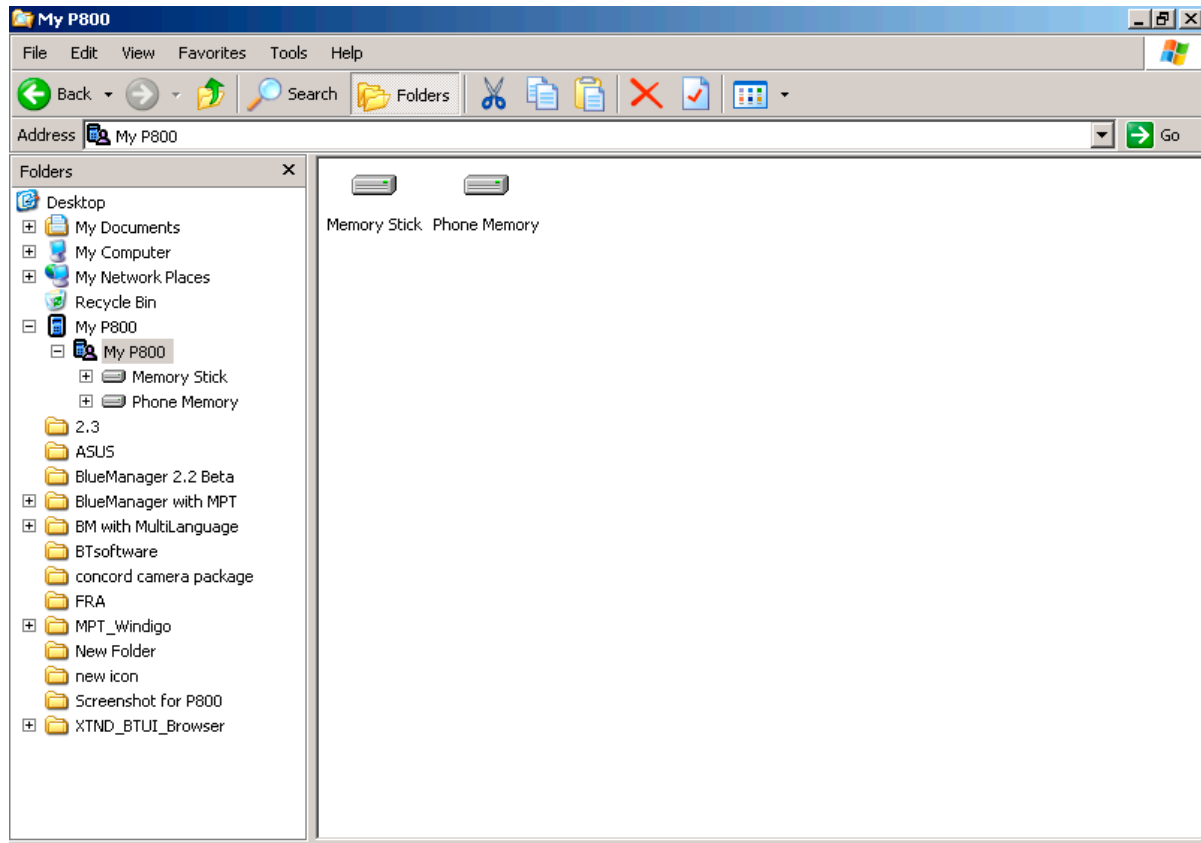 My P800
File Edit View Favorites Tools Help
Back Search Folders
Address My P800 Go
Folders
Desktop
My Documents
My Computer
My Network Places
Recycle Bin
My P800
My P800
Memory Stick
Phone Memory
2.3
ASUS
BlueManager 2.2 Beta
BlueManager with MPT
BM with MultiLanguage
BTsoftware
concord camera package
FRA
MPT_Windigo
New Folder
new icon
Screenshot for P800
XTND_BTUI_Browser
Memory Stick Phone Memory